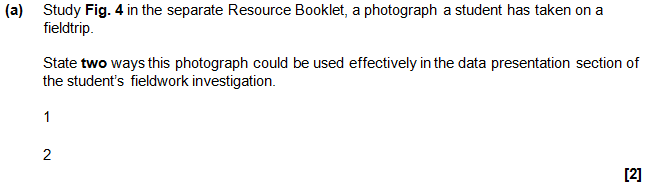 (a) Study Fig. 4 in the separate Resource Booklet, a photograph a student has taken on a
fieldtrip.
State two ways this photograph could be used effectively in the data presentation section of
the student's fieldwork investigation.
1
2
[2]